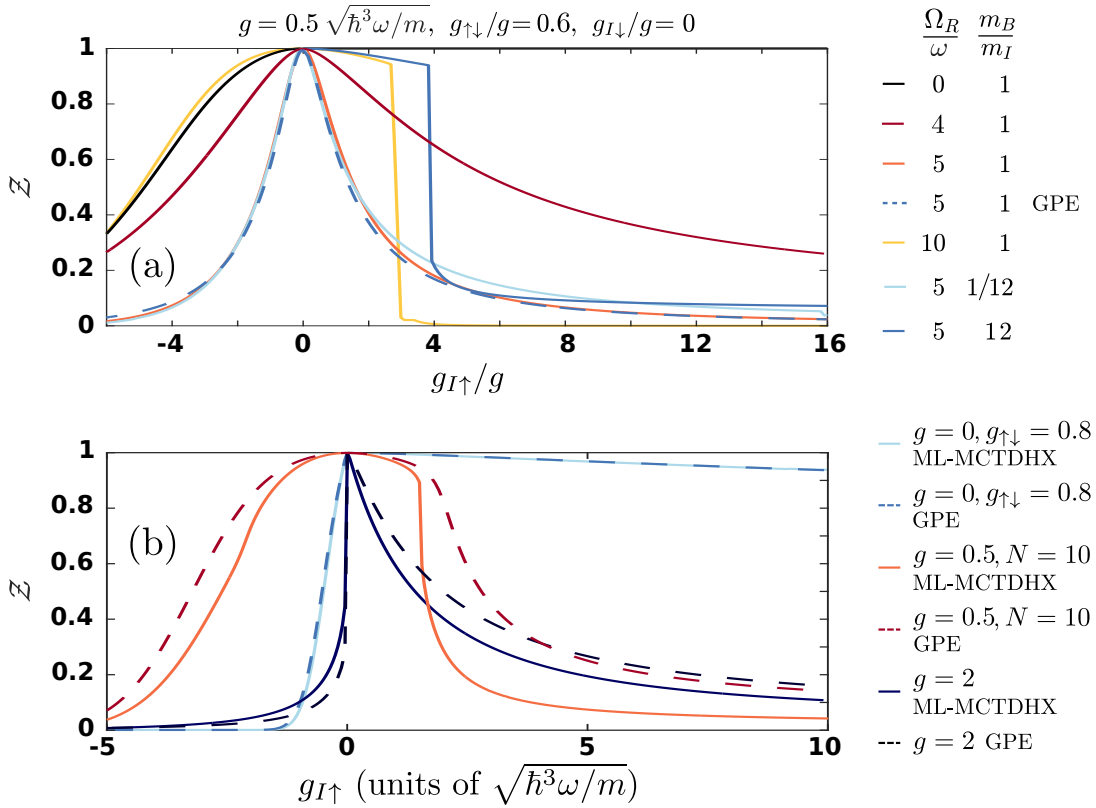 g = 0.5 √ħ³ω/m, g↑↓/g=0.6, g_I↓/g=0
Z
1
0.8
0.6
0.4
0.2
0
(a)
-4 0 4 8 12 16
g_I↑/g
Ω_R/ω m_B/m_I
0 1
4 1
5 1
5 1 GPE
10 1
5 1/12
5 12
Z
1
0.8
0.6
0.4
0.2
0
(b)
-5 0 5 10
g_I↑ (units of √ħ³ω/m)
g = 0, g↑↓ = 0.8
ML-MCTDHX
g = 0, g↑↓ = 0.8
GPE
g = 0.5, N = 10
ML-MCTDHX
g = 0.5, N = 10
GPE
g = 2
ML-MCTDHX
g = 2 GPE